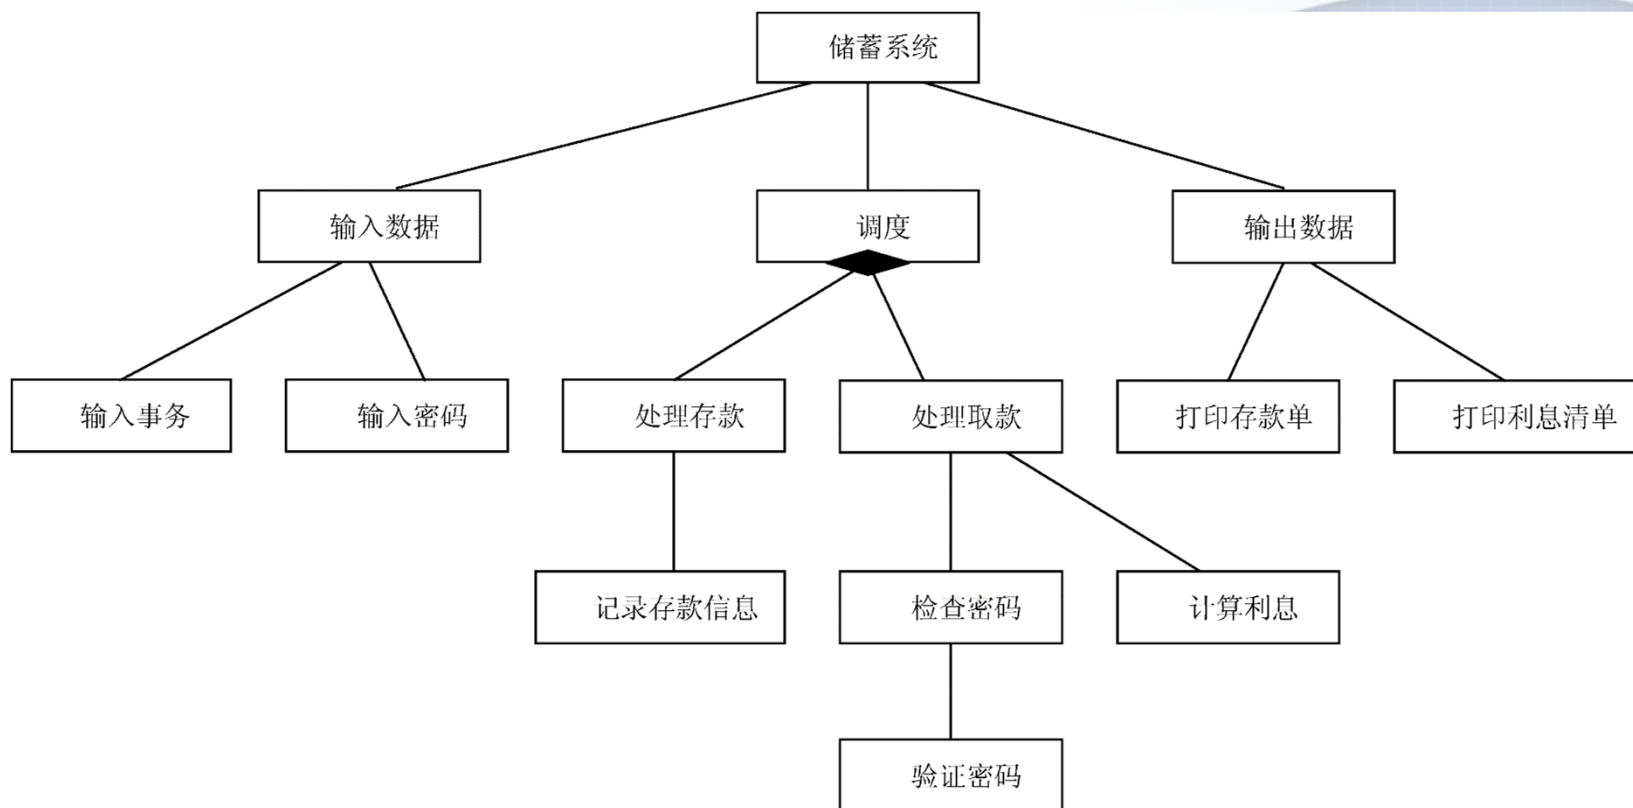 储蓄系统
输入数据
调度
输出数据
输入事务
输入密码
处理存款
处理取款
打印存款单
打印利息清单
记录存款信息
检查密码
计算利息
验证密码